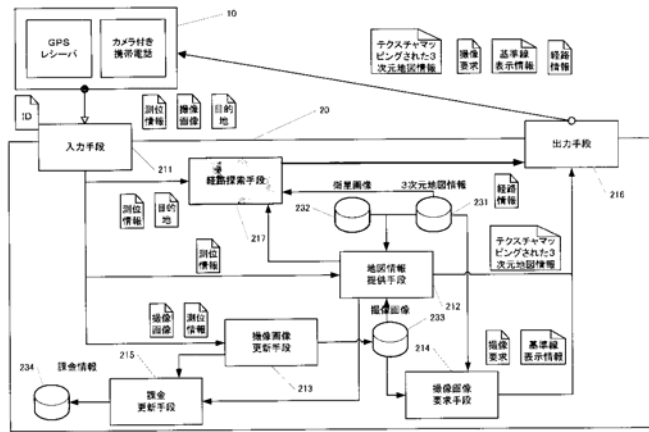 10
GPS
レシーバ
カメラ付き
携帯電話
テクスチャマッ
ピングされた3
次元地図情報
撮像
要求
基準線
表示情報
経路
情報
ID
測位
情報
撮像
画像
目的
地
20
入力手段
211
出力手段
216
経路探索手段
217
測位
情報
目的
地
衛星画像
3次元地図情報
232
231
経路
情報
測位
情報
地図情報
提供手段
212
テクスチャマッ
ピングされた3
次元地図情報
撮像
画像
測位
情報
撮像画像
233
撮像画像
更新手段
213
214
撮像
要求
基準線
表示情報
撮像画像
要求手段
215
課金情報
234
課金
更新手段